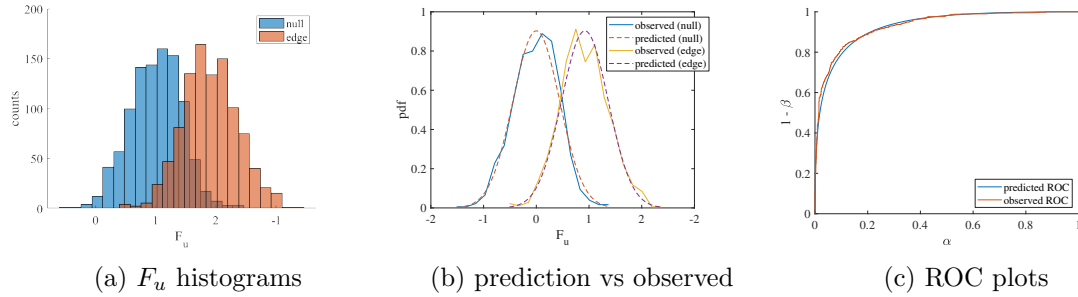 200
150
100
50
0
counts
null
edge
0
1
2
-1
F_u
(a) F_u histograms
1
0.8
0.6
0.4
0.2
0
pdf
observed (null)
predicted (null)
observed (edge)
predicted (edge)
-2
-1
0
1
2
-2
F_u
(b) prediction vs observed
1
0.8
0.6
0.4
0.2
0
1 - β
predicted ROC
observed ROC
0
0.2
0.4
0.6
0.8
1
α
(c) ROC plots